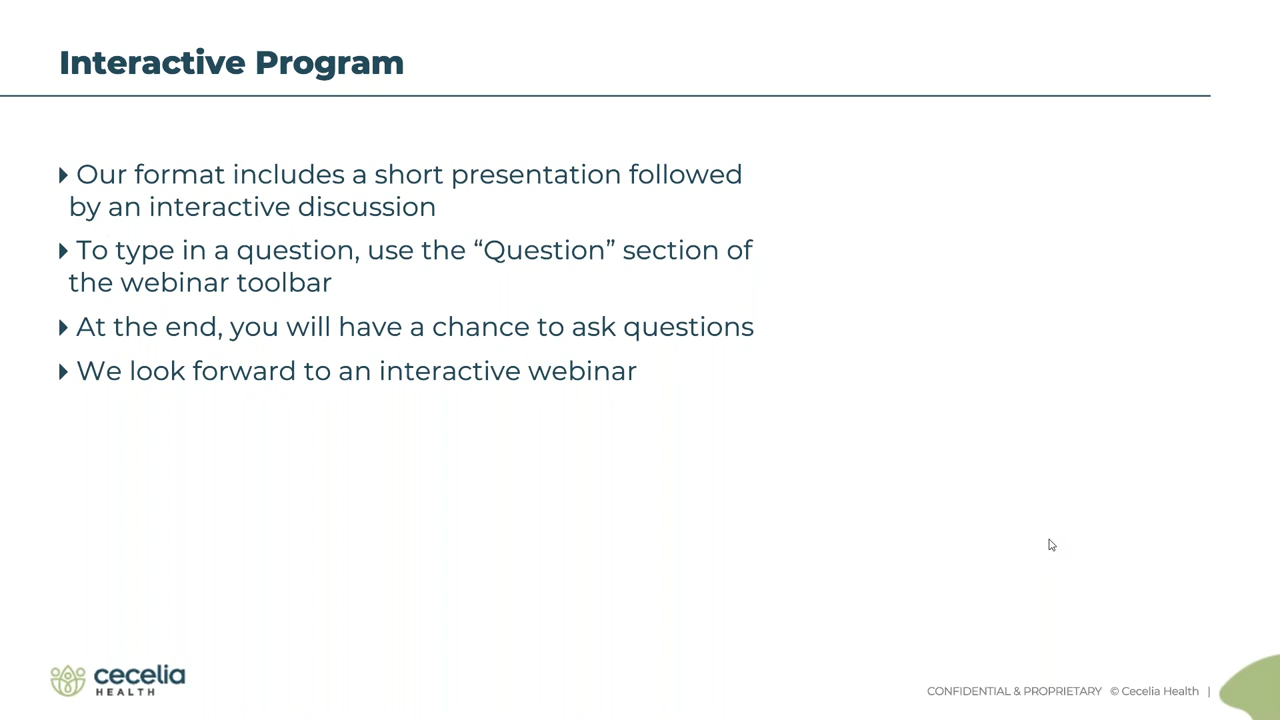 Interactive Program
Our format includes a short presentation followed
by an interactive discussion
To type in a question, use the “Question” section of
the webinar toolbar
At the end, you will have a chance to ask questions
We look forward to an interactive webinar
cecelia
HEALTH
CONFIDENTIAL & PROPRIETARY © Cecelia Health |